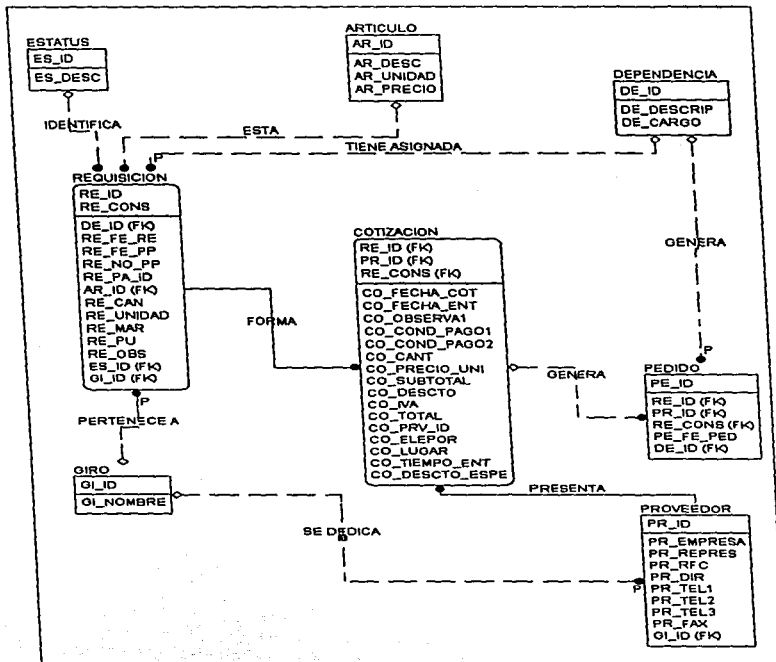 ESTATUS
ES_ID
ES_DESC
ARTICULO
AR_ID
AR_DESC
AR_UNIDAD
AR_PRECIO
DEPENDENCIA
DE_ID
DE_DESCRIP
DE_CARGO
IDENTIFICA
ESTA
TIENE ASIGNADA
P
REQUISICION
RE_ID
RE_CONS
DE_ID (FK)
RE_FE_RE
RE_FE_PP
RE_NO_PP
RE_PA_ID
AR_ID (FK)
RE_CAN
RE_UNIDAD
RE_MAR
RE_PU
RE_OBS
ES_ID (FK)
GI_ID (FK)
FORMA
COTIZACION
RE_ID (FK)
PR_ID (FK)
RE_CONS (FK)
CO_FECHA_COT
CO_FECHA_ENT
CO_OBSERVA1
CO_COND_PAGO1
CO_COND_PAGO2
CO_CANT
CO_PRECIO_UNI
CO_SUBTOTAL
CO_DESCTO
CO_IVA
CO_TOTAL
CO_PRV_ID
CO_ELEPOR
CO_LUGAR
CO_TIEMPO_ENT
CO_DESCTO_ESPE
GENERA
P
GENERA
PEDIDO
PE_ID
RE_ID (FK)
PR_ID (FK)
RE_CONS (FK)
PE_FE_PED
DE_ID (FK)
P
PERTENECE A
GIRO
GI_ID
GI_NOMBRE
SE DEDICA
PRESENTA
PROVEEDOR
PR_ID
PR_EMPRESA
PR_REPRES
PR_RFC
PR_DIR
PR_TEL1
PR_TEL2
PR_TEL3
PR_FAX
GI_ID (FK)
P